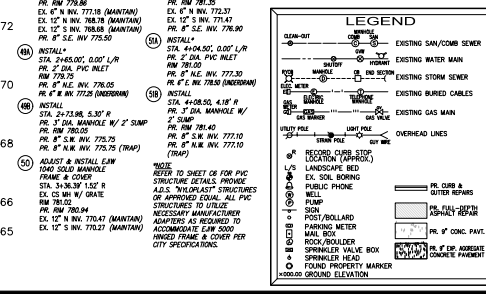 PR. RIM 779.86
EX. 6" N INV. 777.18 (MAINTAIN)
EX. 12" N INV. 768.78 (MAINTAIN)
EX. 12" S INV. 768.68 (MAINTAIN)
PR. 8" S.E. INV 775.50
49A INSTALL*
STA. 2+65.00', 0.00' L/R
PR. 2' DIA. PVC INLET
RIM 779.75
PR. 8" N.E. INV. 776.05
PR. 6" W. INV. 777.25 (UNDERDRAIN)
49B INSTALL
STA. 2+73.98, 5.30' R
PR. 3' DIA. MANHOLE W/ 2' SUMP
PR. RIM 780.05
PR. 8" S.W. INV. 775.75
PR. 8" N.W. INV. 775.75 (TRAP)
50 ADJUST & INSTALL EJIW
1040 SOLID MANHOLE
FRAME & COVER
STA. 3+36.39' 1.52' R
EX. CS MH W/ GRATE
RIM 781.02
PR. RIM 780.94
EX. 12" N INV. 770.47 (MAINTAIN)
EX. 12" S INV. 770.27 (MAINTAIN)
72
70
68
66
65
PR. RIM 781.35
EX. 6" N INV. 772.37
EX. 12" S INV. 771.47
PR. 8" S.E. INV. 776.90
51A INSTALL*
STA. 4+04.50', 0.00' L/R
PR. 2' DIA. PVC INLET
RIM 781.00
PR. 8" N.E. INV. 777.30
PR. 6" E. INV. 778.50 (UNDERDRAIN)
51B INSTALL
STA. 4+08.50, 4.18' R
PR. 3' DIA. MANHOLE W/
2' SUMP
PR. RIM 781.40
PR. 8" S.W. INV. 777.10
PR. 8" N.W. INV. 777.10
(TRAP)
*NOTE
REFER TO SHEET C6 FOR PVC
STRUCTURE DETAILS. PROVIDE
A.D.S. "NYLOPLAST" STRUCTURES
OR APPROVED EQUAL. ALL PVC
STRUCTURES TO UTILIZE
NECESSARY MANUFACTURER
ADAPTERS AS REQUIRED TO
ACCOMMODATE EJIW 5000
HINGED FRAME & COVER PER
CITY SPECIFICATIONS.
LEGEND
CLEAN-OUT MANHOLE COMB SAN EXISTING SAN/COMB SEWER
SHUTOFF GVW HYDRANT EXISTING WATER MAIN
RYCB MANHOLE CB END SECTION EXISTING STORM SEWER
ELEC. METER ELECTRIC MANHOLE TELEPHONE MANHOLE EXISTING BURIED CABLES
GAS METER GAS MARKER GAS VALVE EXISTING GAS MAIN
UTILITY POLE STRAIN POLE LIGHT POLE GUY WIRE OVERHEAD LINES
RECORD CURB STOP
LOCATION (APPROX.)
L/S LANDSCAPE BED
EX. SOIL BORING
PUBLIC PHONE
WELL
PUMP
SIGN
POST/BOLLARD
PARKING METER
MAIL BOX
ROCK/BOULDER
SPRINKLER VALVE BOX
SPRINKLER HEAD
FOUND PROPERTY MARKER
×000.00 GROUND ELEVATION
PR. CURB &
GUTTER REPAIRS
PR. FULL-DEPTH
ASPHALT REPAIR
PR. 9" CONC. PAVT.
PR. 9" EXP. AGGREGATE
CONCRETE PAVEMENT